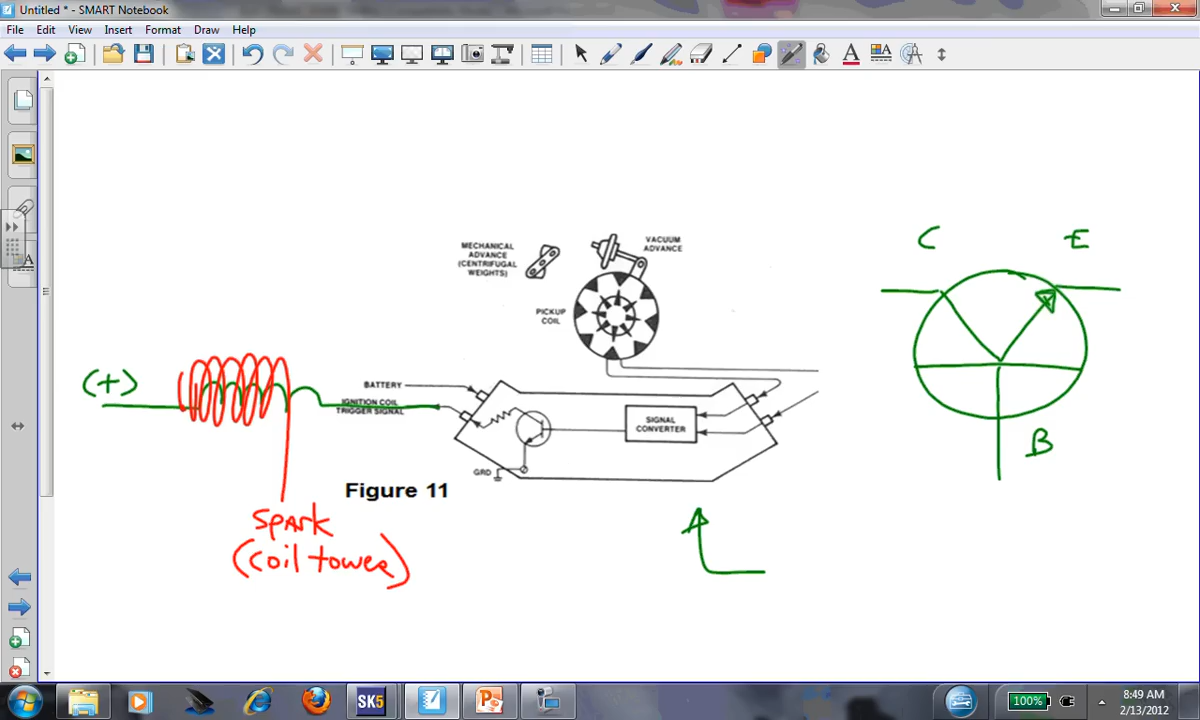 Untitled * - SMART Notebook
File Edit View Insert Format Draw Help
C E
MECHANICAL
ADVANCE
(CENTRIFUGAL
WEIGHTS)
VACUUM
ADVANCE
PICKUP
COIL
(+)
BATTERY
IGNITION COIL
TRIGGER SIGNAL
SIGNAL
CONVERTER
GRD
B
Figure 11
SPARK
(coil tower)
SK5
100%
8:49 AM
2/13/2012